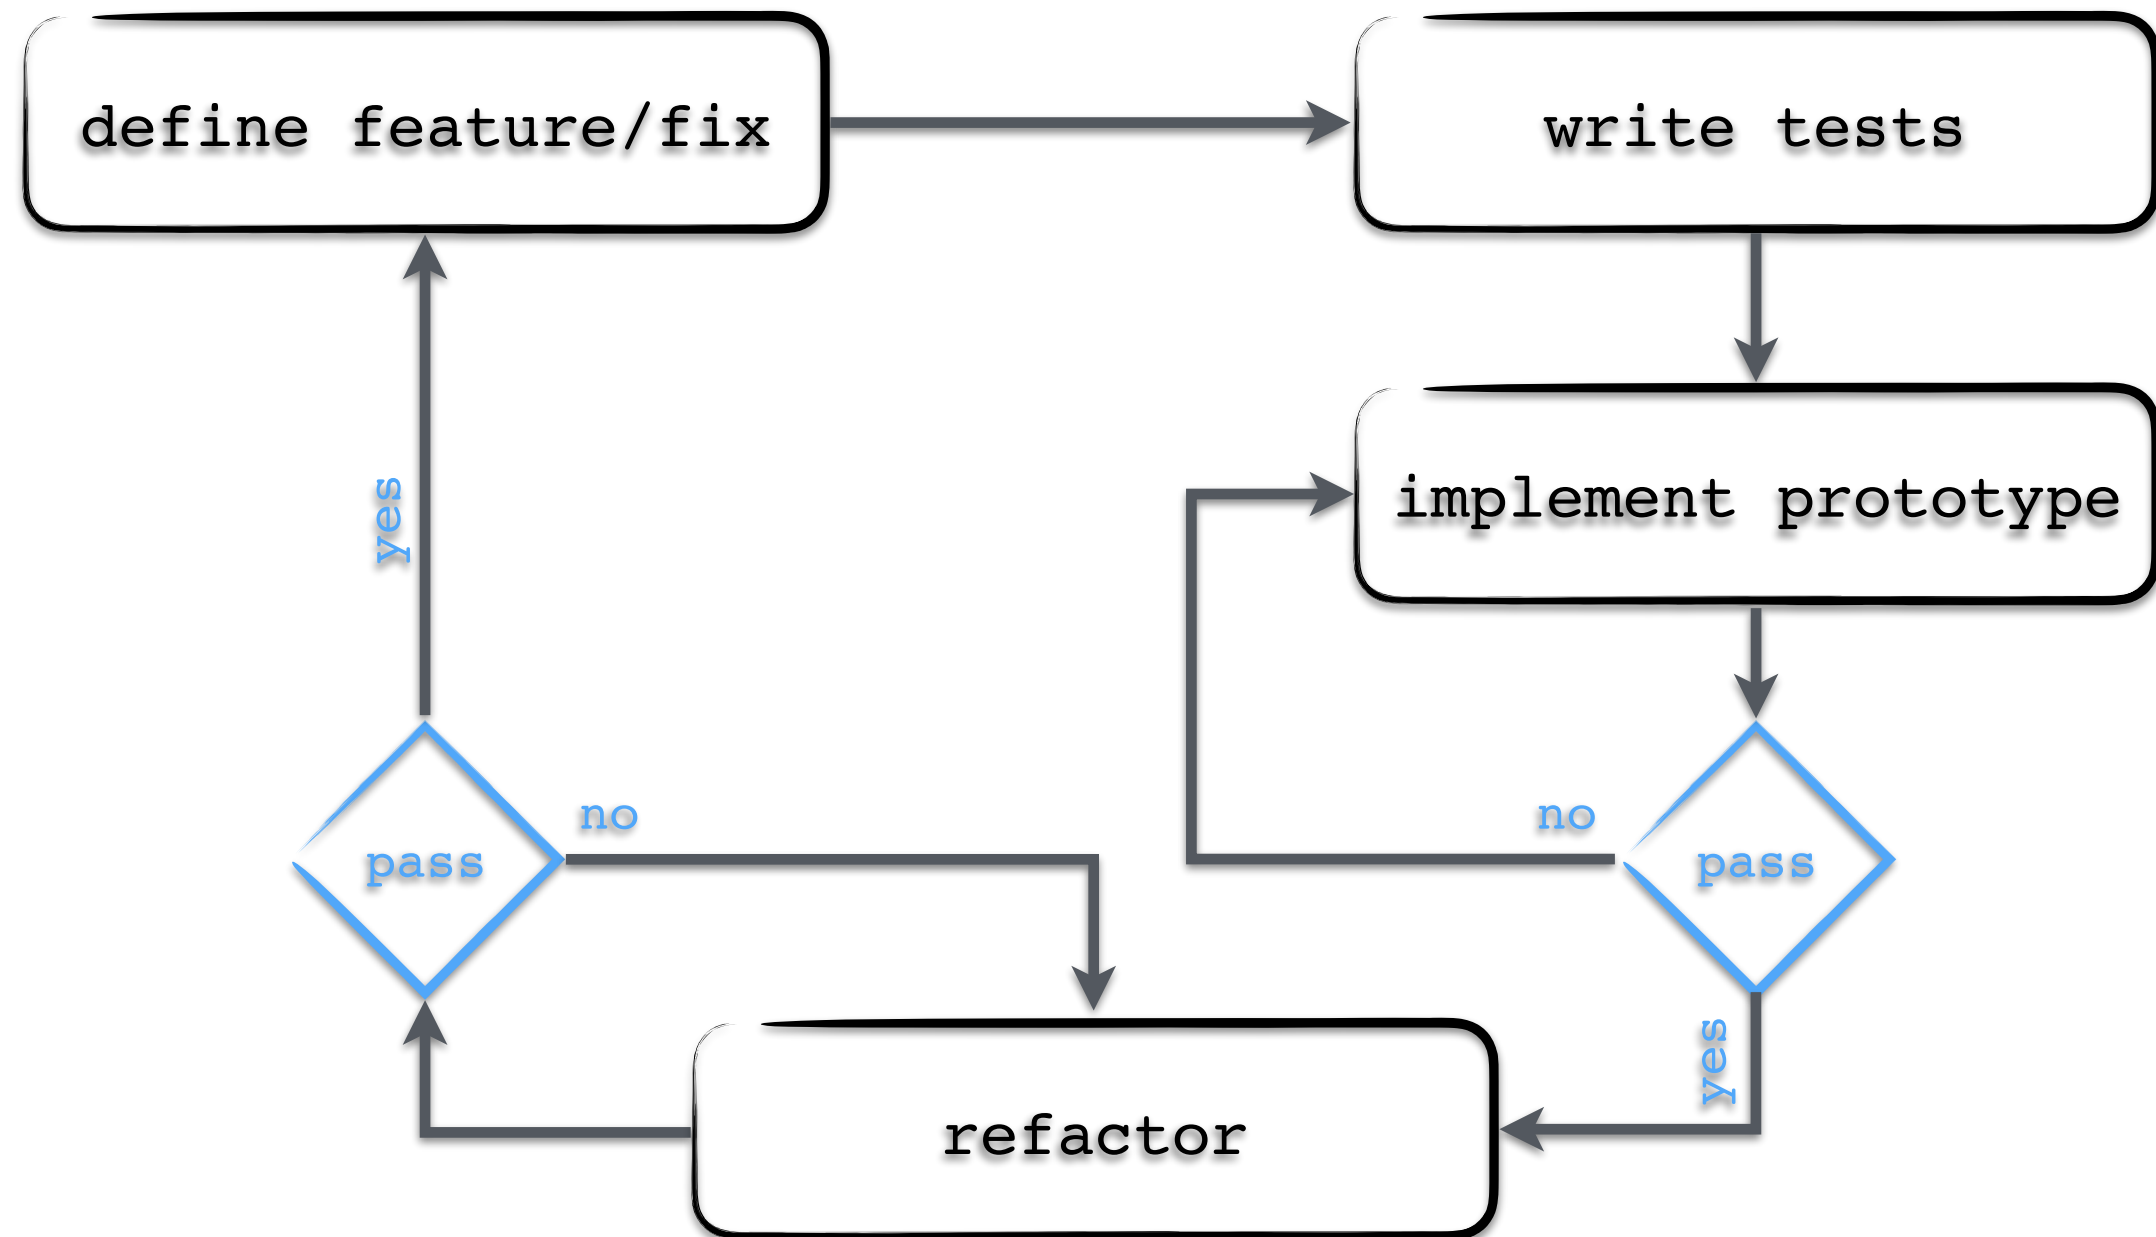 define feature/fix
write tests
implement prototype
yes
no
no
pass
pass
yes
refactor